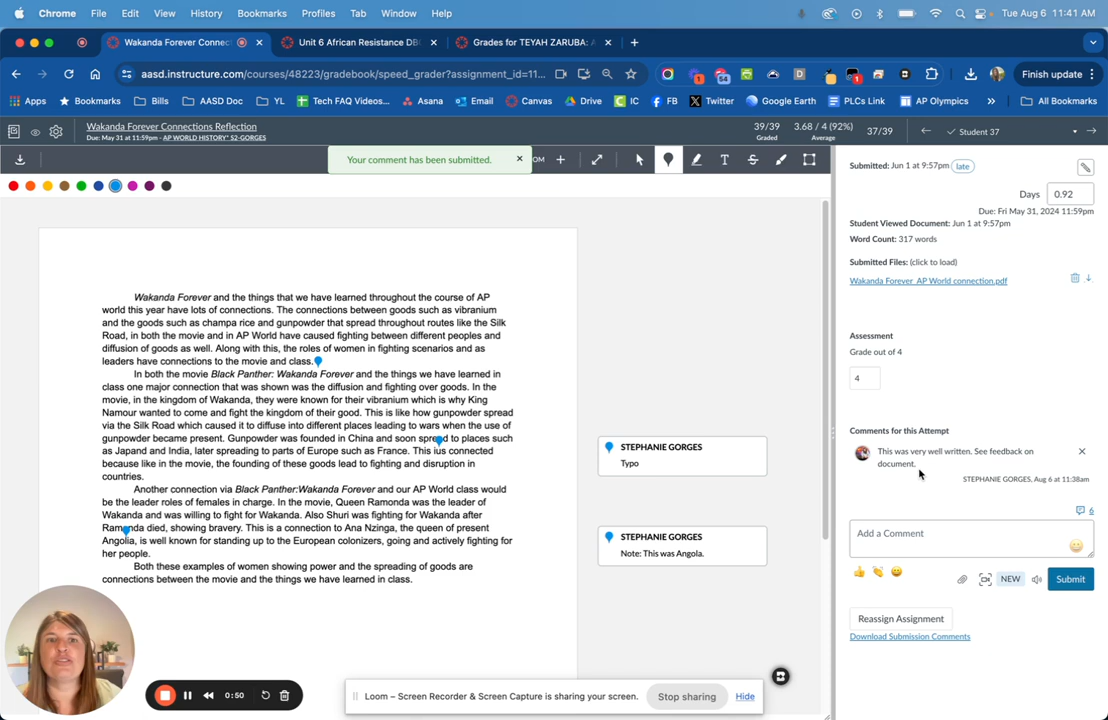 Chrome File Edit View History Bookmarks Profiles Tab Window Help Tue Aug 6 11:41 AM
Wakanda Forever Connec Unit 6 African Resistance DB Grades for TEYAH ZARUBA: A
aasd.instructure.com/courses/48223/gradebook/speed_grader?assignment_id=11... Finish update
Apps Bookmarks Bills AASD Doc YL Tech FAQ Videos... Asana Email Canvas Drive IC FB Twitter Google Earth PLCs Link AP Olympics » All Bookmarks
Wakanda Forever Connections Reflection
Due: May 31 at 11:59pm - AP WORLD HISTORY* S2-GORGES
39/39 Graded
3.68 / 4 (92%) Average
37/39
Student 37
Your comment has been submitted.
OM
Wakanda Forever and the things that we have learned throughout the course of AP
world this year have lots of connections. The connections between goods such as vibranium
and the goods such as champa rice and gunpowder that spread throughout routes like the Silk
Road, in both the movie and in AP World have caused fighting between different peoples and
diffusion of goods as well. Along with this, the roles of women in fighting scenarios and as
leaders have connections to the movie and class.
In both the movie Black Panther: Wakanda Forever and the things we have learned in
class one major connection that was shown was the diffusion and fighting over goods. In the
movie, in the kingdom of Wakanda, they were known for their vibranium which is why King
Namour wanted to come and fight the kingdom of their good. This is like how gunpowder spread
via the Silk Road which caused it to diffuse into different places leading to wars when the use of
gunpowder became present. Gunpowder was founded in China and soon spread to places such
as Japand and India, later spreading to parts of Europe such as France. This ius connected
because like in the movie, the founding of these goods lead to fighting and disruption in
countries.
Another connection via Black Panther:Wakanda Forever and our AP World class would
be the leader roles of females in charge. In the movie, Queen Ramonda was the leader of
Wakanda and was willing to fight for Wakanda. Also Shuri was fighting for Wakanda after
Ramonda died, showing bravery. This is a connection to Ana Nzinga, the queen of present
Angolia, is well known for standing up to the European colonizers, going and actively fighting for
her people.
Both these examples of women showing power and the spreading of goods are
connections between the movie and the things we have learned in class.
STEPHANIE GORGES
Typo
STEPHANIE GORGES
Note: This was Angola.
Submitted: Jun 1 at 9:57pm late
Days 0.92
Due: Fri May 31, 2024 11:59pm
Student Viewed Document: Jun 1 at 9:57pm
Word Count: 317 words
Submitted Files: (click to load)
Wakanda Forever_AP World connection.pdf
Assessment
Grade out of 4
4
Comments for this Attempt
This was very well written. See feedback on
document.
STEPHANIE GORGES, Aug 6 at 11:38am
6
Add a Comment
NEW Submit
Reassign Assignment
Download Submission Comments
0:50
Loom – Screen Recorder & Screen Capture is sharing your screen. Stop sharing Hide